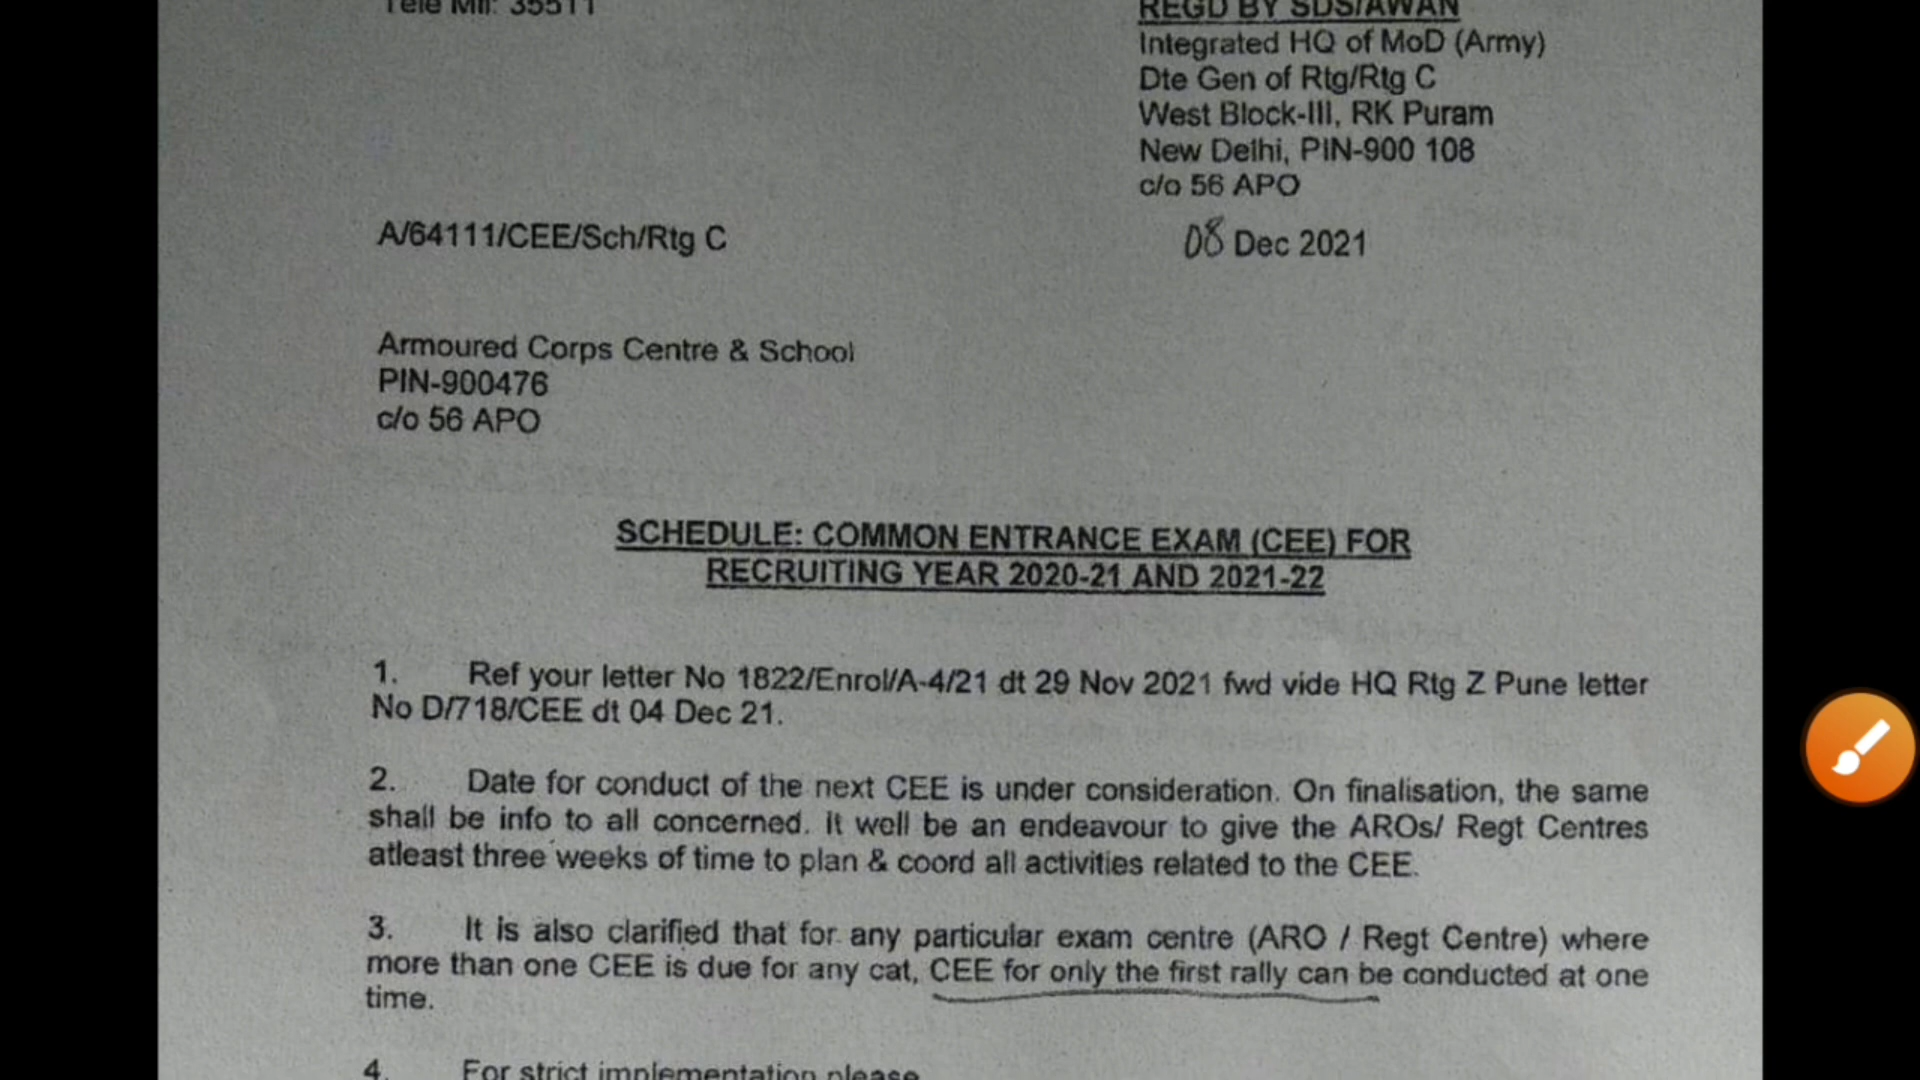 Tele Mil: 35511
REGD BY SDS/AWAN
Integrated HQ of MoD (Army)
Dte Gen of Rtg/Rtg C
West Block-III, RK Puram
New Delhi, PIN-900 108
c/o 56 APO
A/64111/CEE/Sch/Rtg C
08 Dec 2021
Armoured Corps Centre & School
PIN-900476
c/o 56 APO
SCHEDULE: COMMON ENTRANCE EXAM (CEE) FOR
RECRUITING YEAR 2020-21 AND 2021-22
1. Ref your letter No 1822/Enrol/A-4/21 dt 29 Nov 2021 fwd vide HQ Rtg Z Pune letter
No D/718/CEE dt 04 Dec 21.
2. Date for conduct of the next CEE is under consideration. On finalisation, the same
shall be info to all concerned. It well be an endeavour to give the AROs/ Regt Centres
atleast three weeks of time to plan & coord all activities related to the CEE.
3. It is also clarified that for any particular exam centre (ARO / Regt Centre) where
more than one CEE is due for any cat, CEE for only the first rally can be conducted at one
time.
4. For strict implementation please